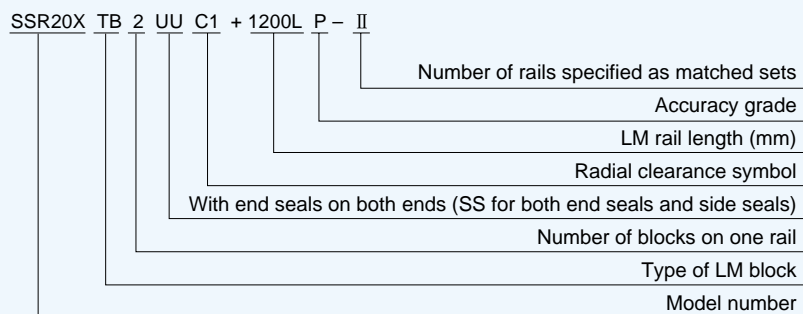 SSR20X TB 2 UU C1 + 1200L P – Ⅱ
Number of rails specified as matched sets
Accuracy grade
LM rail length (mm)
Radial clearance symbol
With end seals on both ends (SS for both end seals and side seals)
Number of blocks on one rail
Type of LM block
Model number